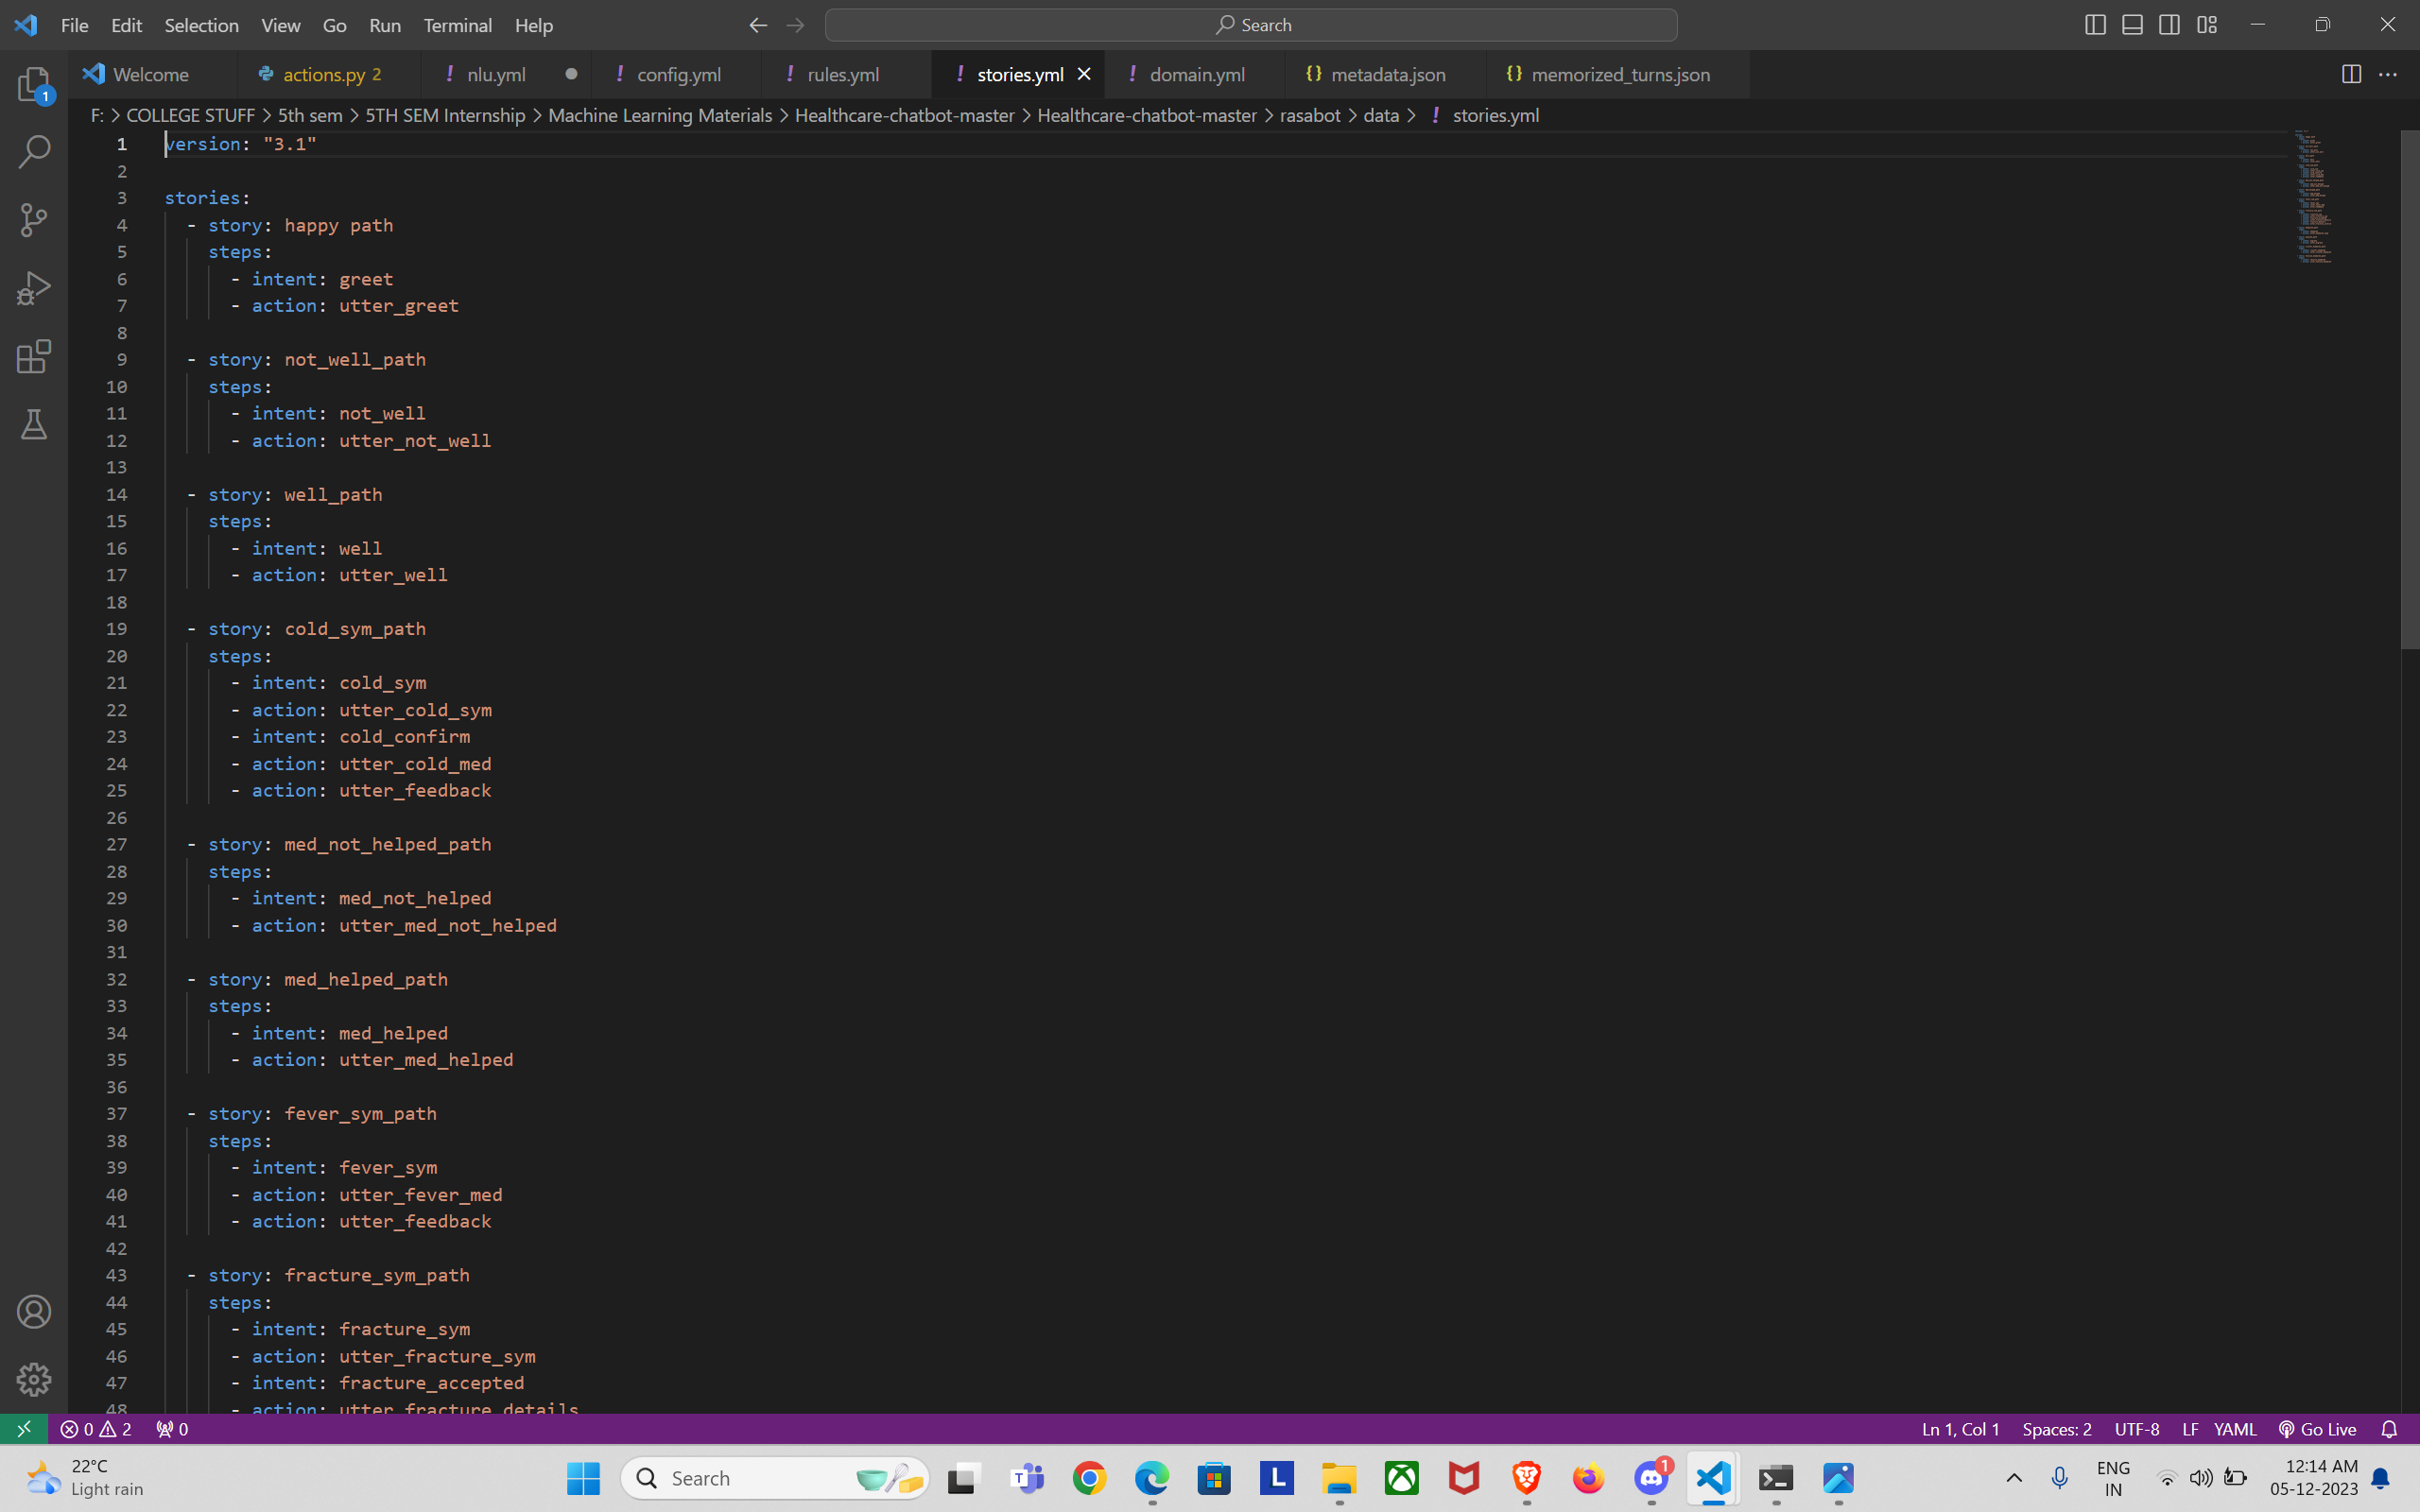 File Edit Selection View Go Run Terminal Help Search
Welcome actions.py 2 nlu.yml config.yml rules.yml stories.yml domain.yml metadata.json memorized_turns.json
F: > COLLEGE STUFF > 5th sem > 5TH SEM Internship > Machine Learning Materials > Healthcare-chatbot-master > Healthcare-chatbot-master > rasabot > data > ! stories.yml
1 version: "3.1"
2
3 stories:
4 - story: happy path
5 steps:
6 - intent: greet
7 - action: utter_greet
8
9 - story: not_well_path
10 steps:
11 - intent: not_well
12 - action: utter_not_well
13
14 - story: well_path
15 steps:
16 - intent: well
17 - action: utter_well
18
19 - story: cold_sym_path
20 steps:
21 - intent: cold_sym
22 - action: utter_cold_sym
23 - intent: cold_confirm
24 - action: utter_cold_med
25 - action: utter_feedback
26
27 - story: med_not_helped_path
28 steps:
29 - intent: med_not_helped
30 - action: utter_med_not_helped
31
32 - story: med_helped_path
33 steps:
34 - intent: med_helped
35 - action: utter_med_helped
36
37 - story: fever_sym_path
38 steps:
39 - intent: fever_sym
40 - action: utter_fever_med
41 - action: utter_feedback
42
43 - story: fracture_sym_path
44 steps:
45 - intent: fracture_sym
46 - action: utter_fracture_sym
47 - intent: fracture_accepted
48 - action: utter_fracture_details
0 2 0 Ln 1, Col 1 Spaces: 2 UTF-8 LF YAML Go Live
22°C
Light rain
Search
ENG
IN
12:14 AM
05-12-2023